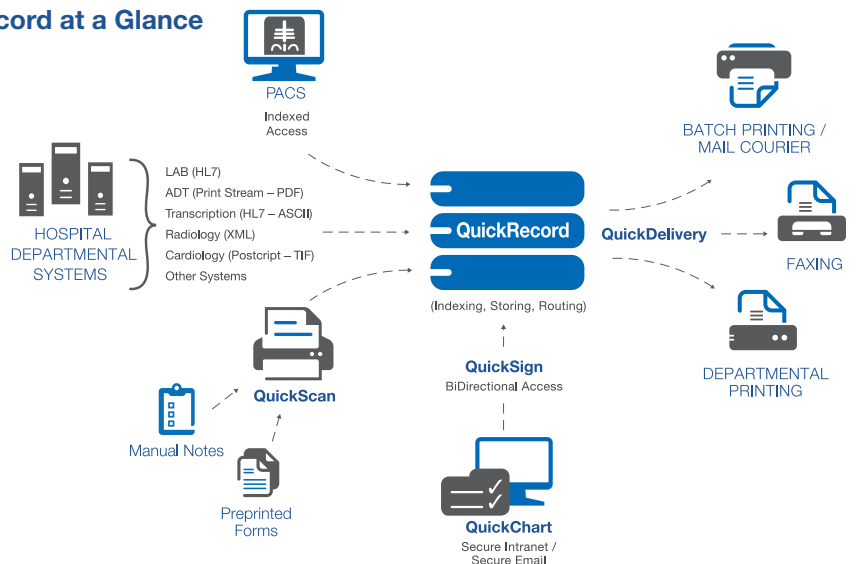 cord at a Glance
PACS
Indexed
Access
BATCH PRINTING /
MAIL COURIER
HOSPITAL
DEPARTMENTAL
SYSTEMS
LAB (HL7)
ADT (Print Stream – PDF)
Transcription (HL7 – ASCII)
Radiology (XML)
Cardiology (Postcript – TIF)
Other Systems
QuickRecord
(Indexing, Storing, Routing)
QuickDelivery
FAXING
DEPARTMENTAL
PRINTING
QuickScan
Manual Notes
Preprinted
Forms
QuickSign
BiDirectional Access
QuickChart
Secure Intranet /
Secure Email